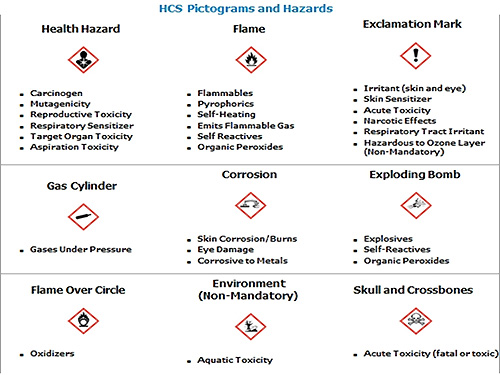 HCS Pictograms and Hazards
Health Hazard
Carcinogen
Mutagenicity
Reproductive Toxicity
Respiratory Sensitizer
Target Organ Toxicity
Aspiration Toxicity
Flame
Flammables
Pyrophorics
Self-Heating
Emits Flammable Gas
Self Reactives
Organic Peroxides
Exclamation Mark
Irritant (skin and eye)
Skin Sensitizer
Acute Toxicity
Narcotic Effects
Respiratory Tract Irritant
Hazardous to Ozone Layer
(Non-Mandatory)
Gas Cylinder
Gases Under Pressure
Corrosion
Skin Corrosion/Burns
Eye Damage
Corrosive to Metals
Exploding Bomb
Explosives
Self-Reactives
Organic Peroxides
Flame Over Circle
Oxidizers
Environment
(Non-Mandatory)
Aquatic Toxicity
Skull and Crossbones
Acute Toxicity (fatal or toxic)